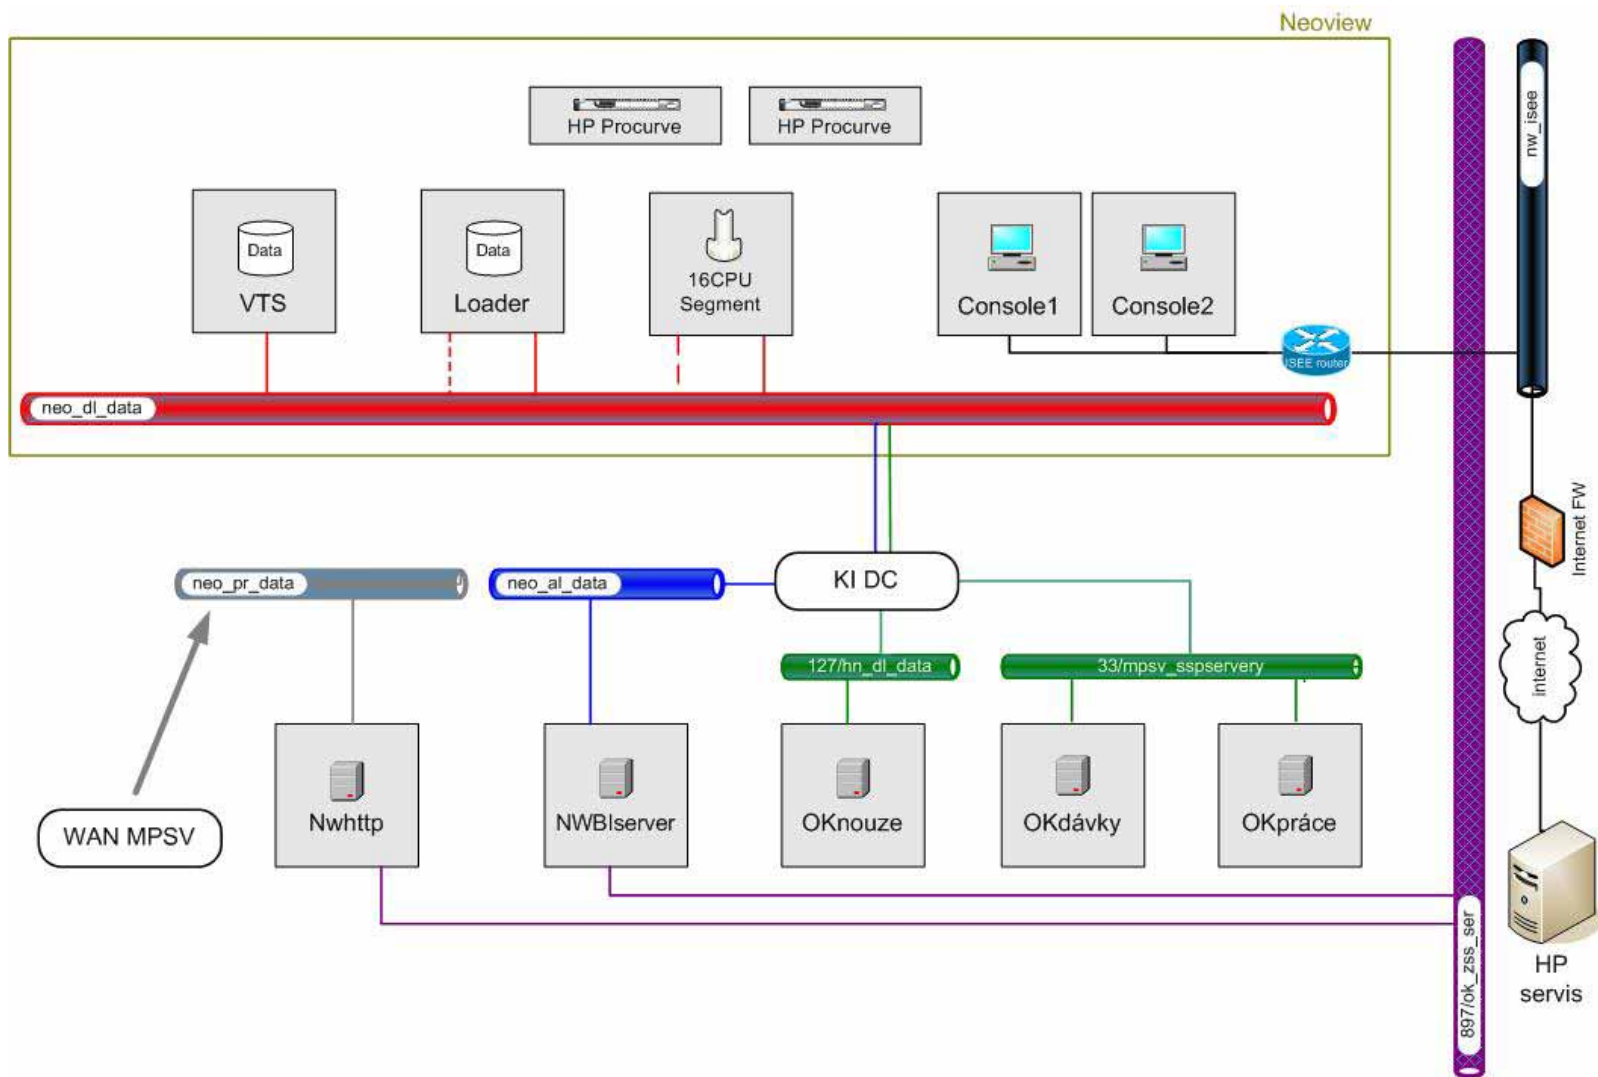 Neoview
HP Procurve
HP Procurve
nw_isee
Data
VTS
Data
Loader
16CPU
Segment
Console1
Console2
ISEE router
neo_dl_data
Internet FW
neo_pr_data
neo_al_data
KI DC
127/hn_dl_data
33/mpsv_sspservery
internet
WAN MPSV
Nwhttp
NWBIserver
OKnouze
OKdávky
OKpráce
897/ok_zss_ser
HP
servis